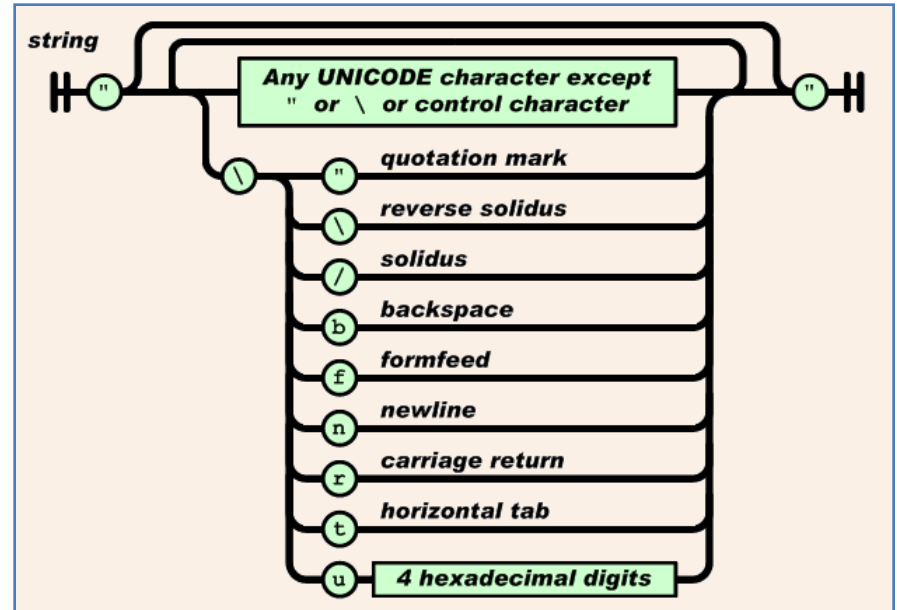 string
"
Any UNICODE character except
" or \ or control character
"
\
" quotation mark
\ reverse solidus
/ solidus
b backspace
f formfeed
n newline
r carriage return
t horizontal tab
u 4 hexadecimal digits